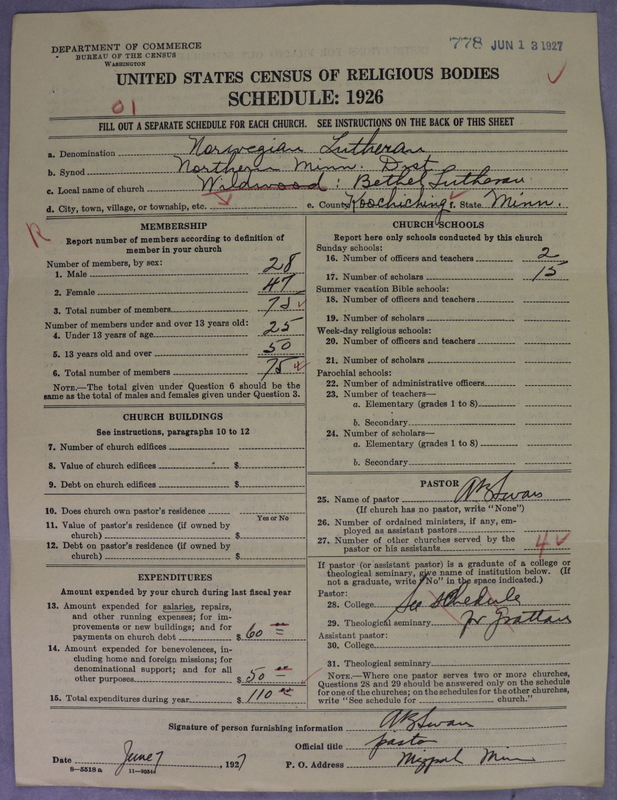 DEPARTMENT OF COMMERCE
BUREAU OF THE CENSUS
WASHINGTON
778 JUN 13 1927
UNITED STATES CENSUS OF RELIGIOUS BODIES
SCHEDULE: 1926
01
FILL OUT A SEPARATE SCHEDULE FOR EACH CHURCH. SEE INSTRUCTIONS ON THE BACK OF THIS SHEET
a. Denomination Norwegian Lutheran
b. Synod Northern Minn. Dist
c. Local name of church Wildwood: Bethel Lutheran
d. City, town, village, or township, etc. e. County Koochiching f. State Minn.
R
MEMBERSHIP
Report number of members according to definition of
member in your church
Number of members, by sex:
1. Male 28
2. Female 47
3. Total number of members 75
Number of members under and over 13 years old:
4. Under 13 years of age 25
5. 13 years old and over 50
6. Total number of members 75
NOTE.—The total given under Question 6 should be the
same as the total of males and females given under Question 3.
CHURCH BUILDINGS
See instructions, paragraphs 10 to 12
7. Number of church edifices
8. Value of church edifices $
9. Debt on church edifices $
10. Does church own pastor's residence
Yes or No
11. Value of pastor's residence (if owned by
church) $
12. Debt on pastor's residence (if owned by
church) $
EXPENDITURES
Amount expended by your church during last fiscal year
13. Amount expended for salaries, repairs,
and other running expenses; for im-
provements or new buildings; and for
payments on church debt $ 60
14. Amount expended for benevolences, in-
cluding home and foreign missions; for
denominational support; and for all
other purposes $ 50
15. Total expenditures during year $ 110
CHURCH SCHOOLS
Report here only schools conducted by this church
Sunday schools:
16. Number of officers and teachers 2
17. Number of scholars 15
Summer vacation Bible schools:
18. Number of officers and teachers
19. Number of scholars
Week-day religious schools:
20. Number of officers and teachers
21. Number of scholars
Parochial schools:
22. Number of administrative officers
23. Number of teachers—
a. Elementary (grades 1 to 8)
b. Secondary
24. Number of scholars—
a. Elementary (grades 1 to 8)
b. Secondary
PASTOR
25. Name of pastor
(If church has no pastor, write "None")
26. Number of ordained ministers, if any, em-
ployed as assistant pastors
27. Number of other churches served by the
pastor or his assistants 4
If pastor (or assistant pastor) is a graduate of a college or
theological seminary, give name of institution below. (If
not a graduate, write "No" in the space indicated.)
Pastor:
28. College See Schedule
29. Theological seminary for Grattan
Assistant pastor:
30. College
31. Theological seminary
NOTE.—Where one pastor serves two or more churches,
Questions 28 and 29 should be answered only on the schedule
for one of the churches; on the schedules for the other churches,
write "See schedule for church."
Signature of person furnishing information
Official title pastor
Date June 7, 1927 P. O. Address Mizpah Minn
8—5518a 11—9054